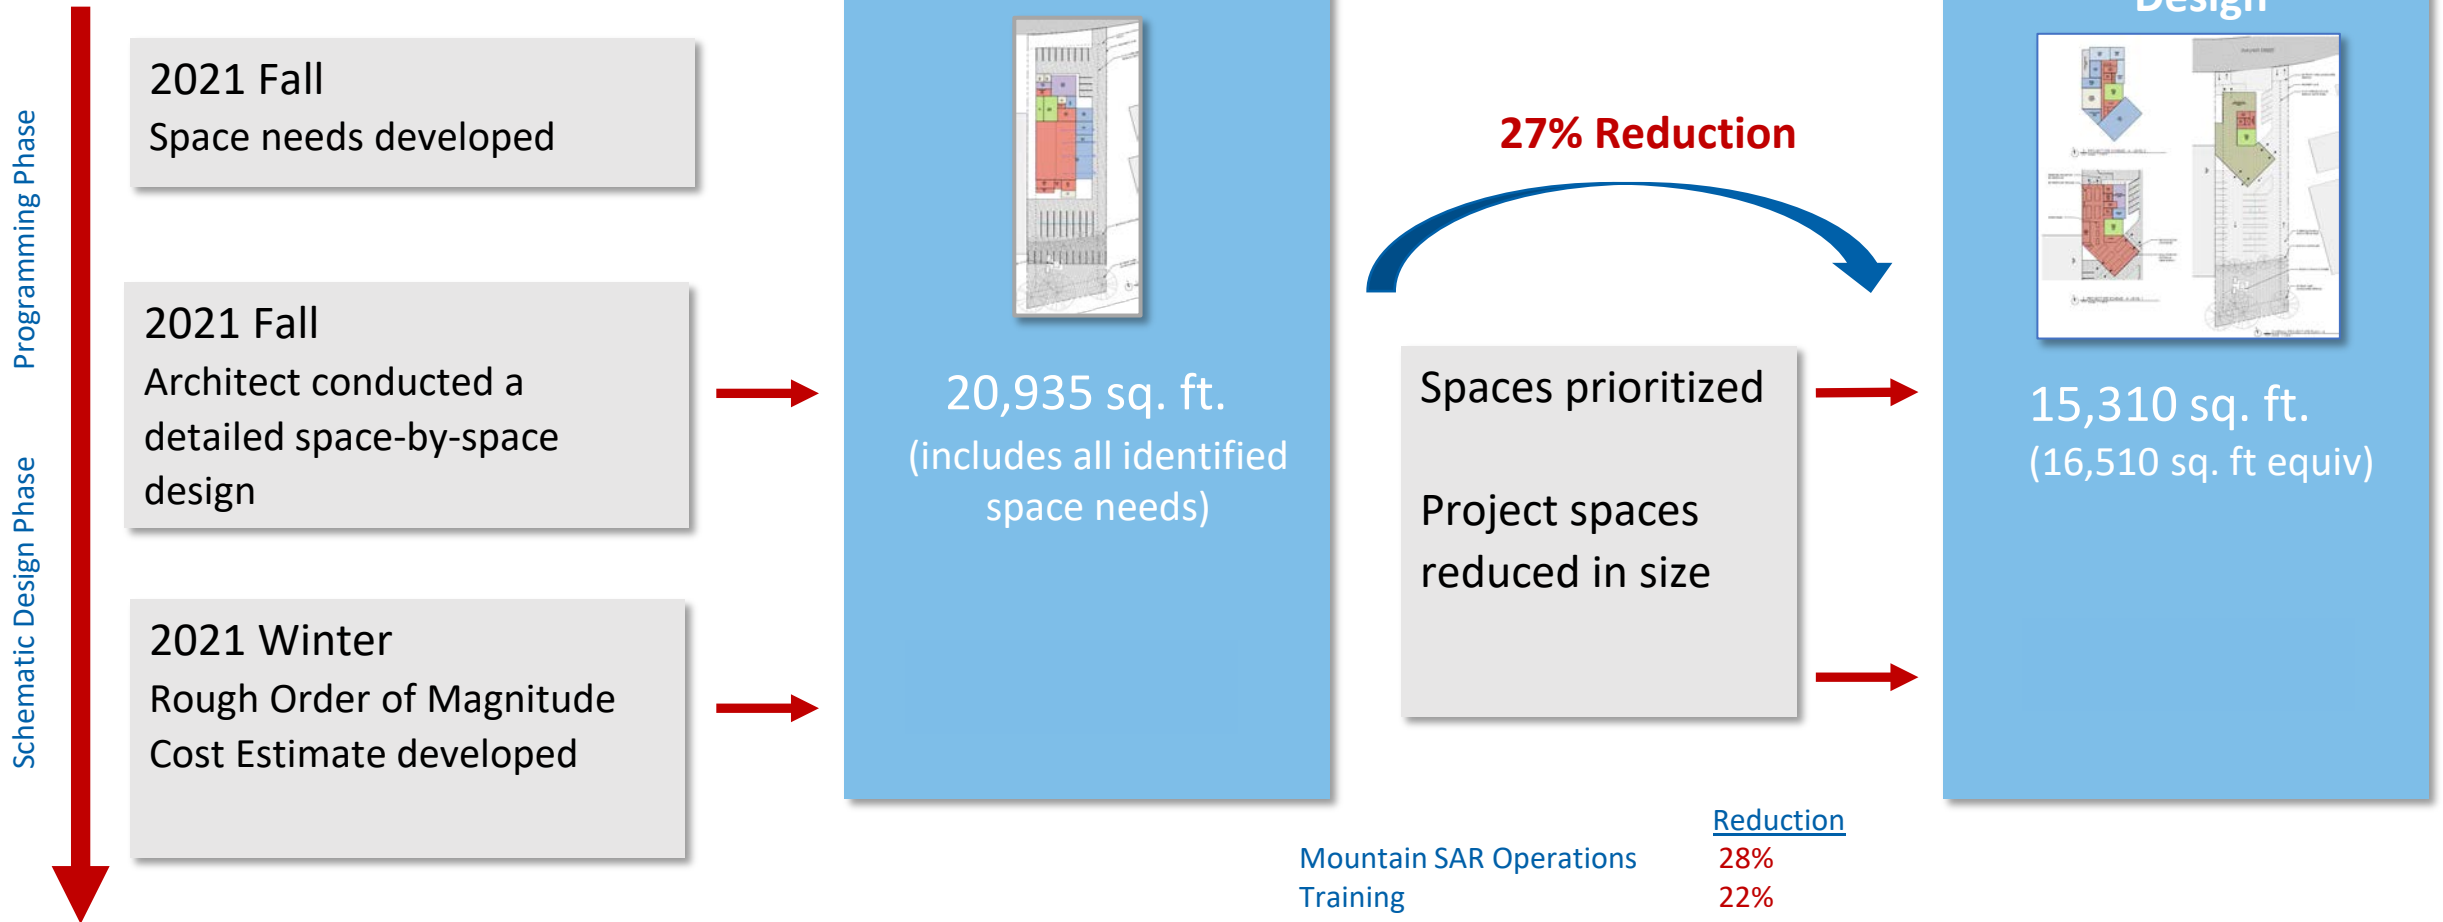 Programming Phase
Schematic Design Phase
2021 Fall
Space needs developed
2021 Fall
Architect conducted a
detailed space-by-space
design
2021 Winter
Rough Order of Magnitude
Cost Estimate developed
20,935 sq. ft.
(includes all identified
space needs)
27% Reduction
Spaces prioritized
Project spaces
reduced in size
Design
15,310 sq. ft.
(16,510 sq. ft equiv)
Reduction
Mountain SAR Operations 28%
Training 22%